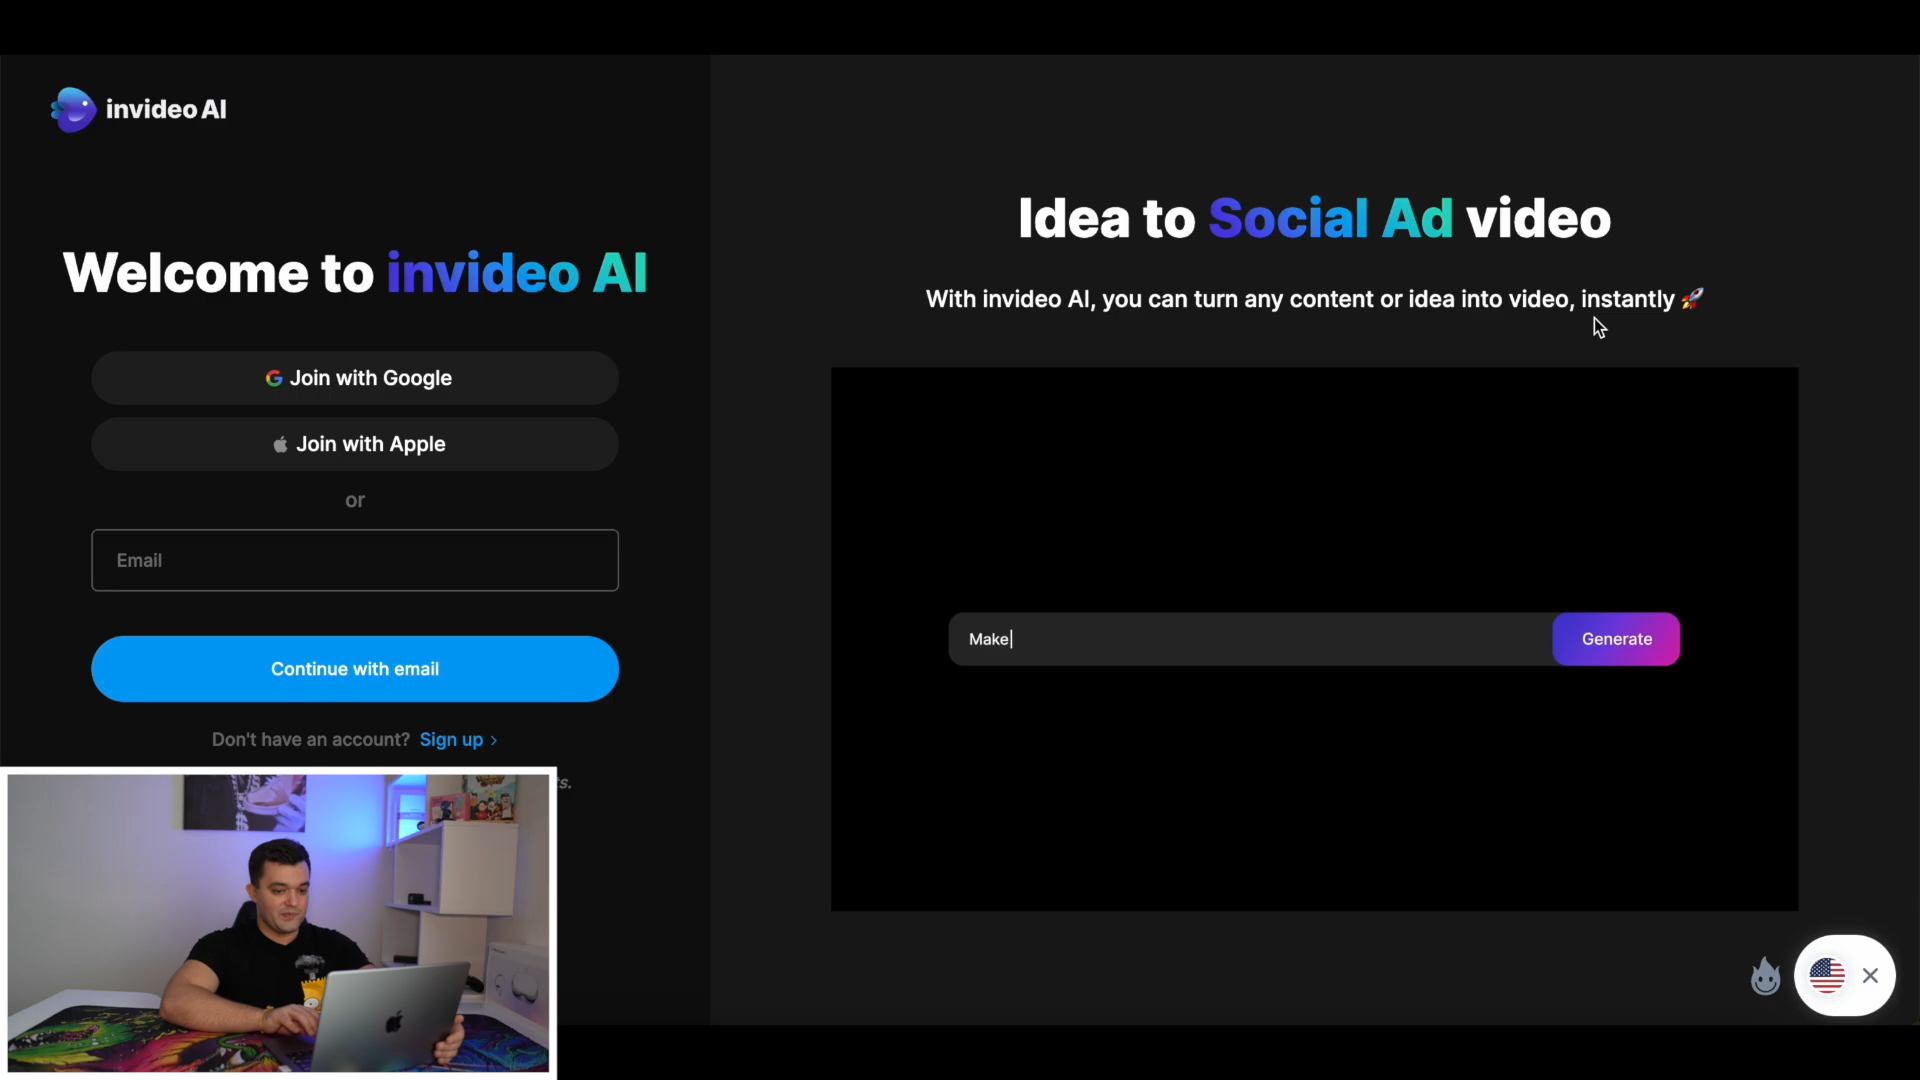 invideo AI
Welcome to invideo AI
Join with Google
Join with Apple
or
Email
Continue with email
Don't have an account? Sign up >
ts.
Idea to Social Ad video
With invideo AI, you can turn any content or idea into video, instantly 🚀
Make
Generate